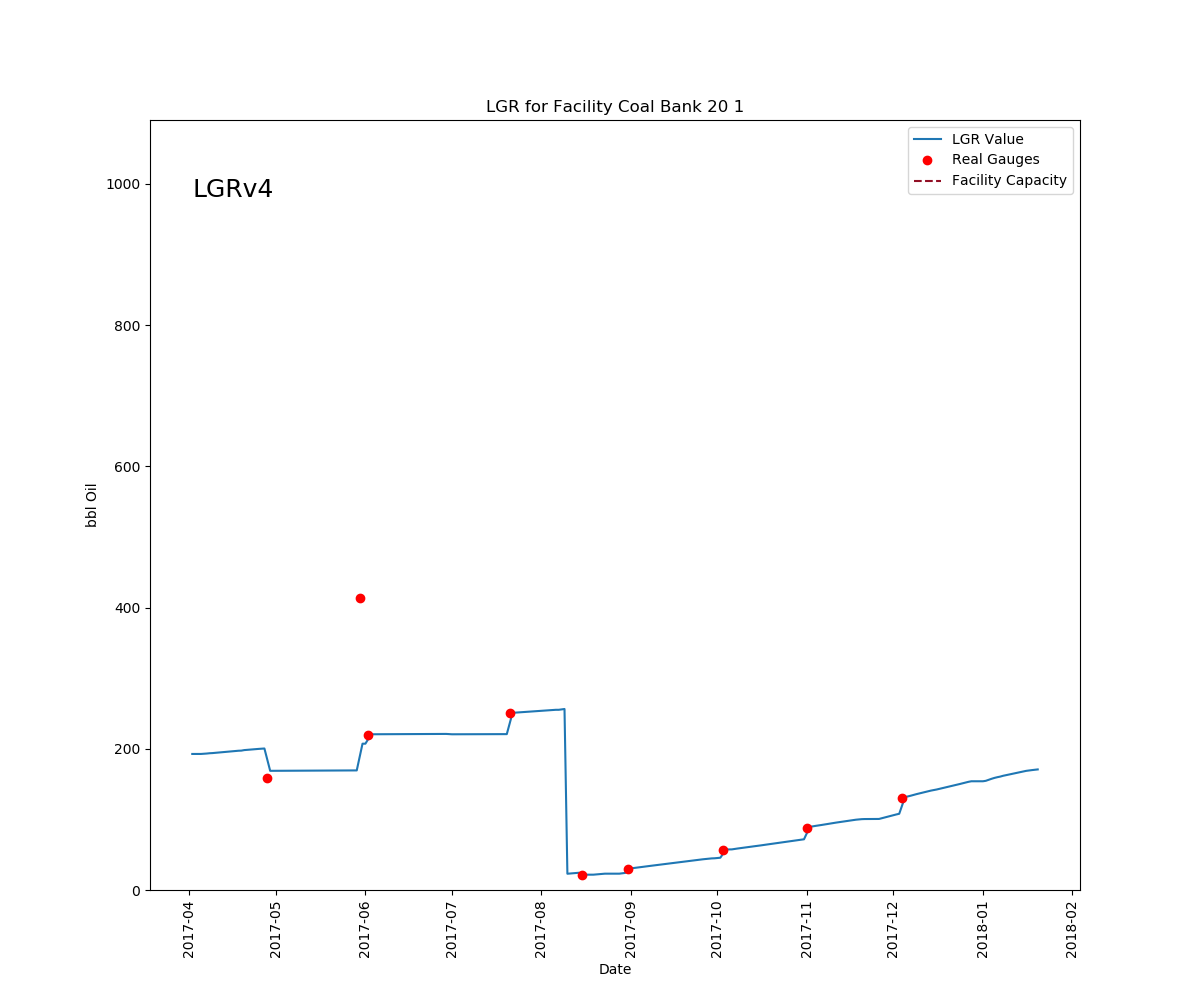 LGR for Facility Coal Bank 20 1
LGR Value
Real Gauges
Facility Capacity
LGRv4
1000
800
600
400
200
0
bbl Oil
2017-04
2017-05
2017-06
2017-07
2017-08
2017-09
2017-10
2017-11
2017-12
2018-01
2018-02
Date